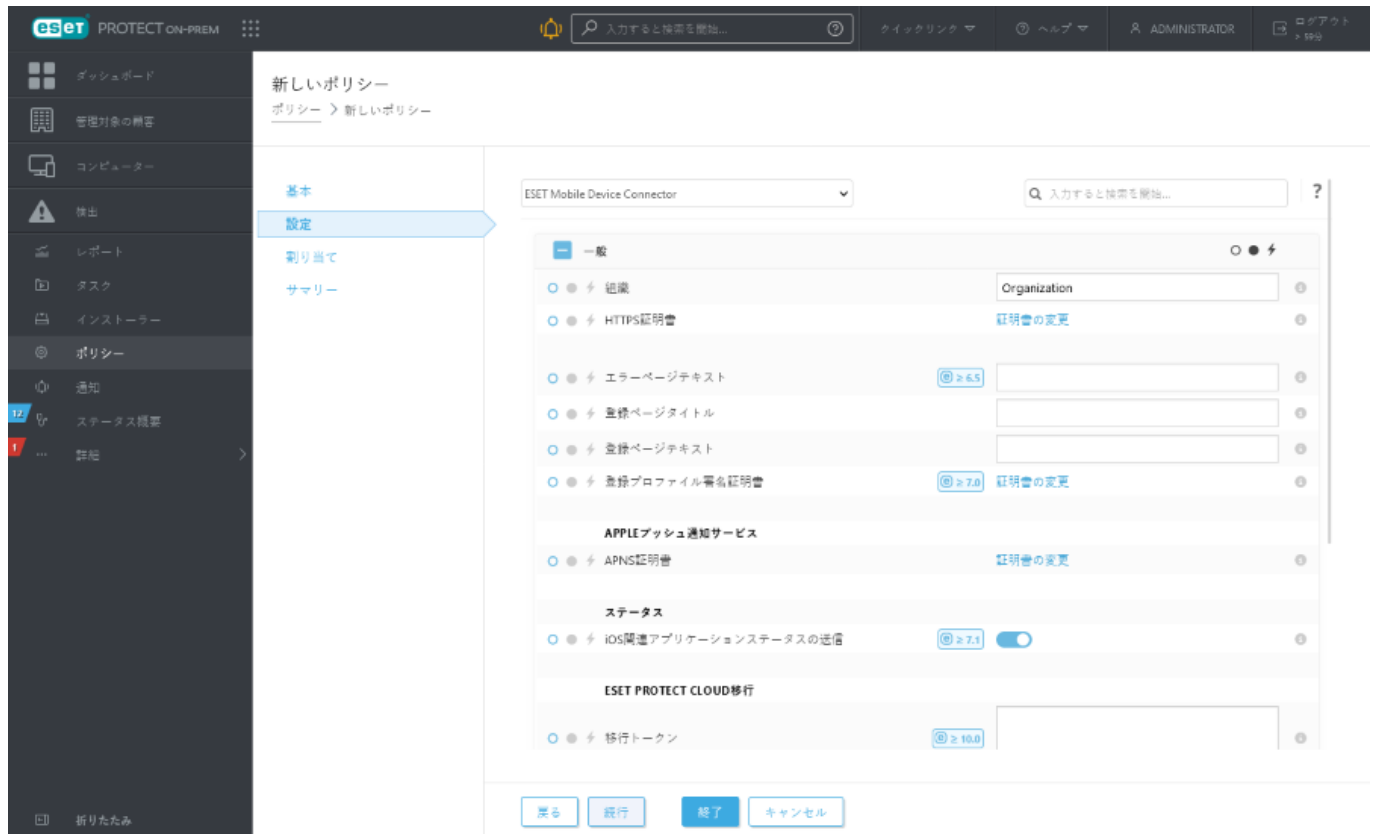 eset PROTECT ON-PREM
入力すると検索を開始...
クイックリンク
ヘルプ
ADMINISTRATOR
ログアウト
> 59分
ダッシュボード
管理対象の顧客
コンピューター
検出
レポート
タスク
インストーラー
ポリシー
通知
12
ステータス概要
1
詳細
折りたたみ
新しいポリシー
ポリシー > 新しいポリシー
基本
設定
割り当て
サマリー
ESET Mobile Device Connector
入力すると検索を開始...
?
一般
組織
Organization
HTTPS証明書
証明書の変更
エラーページテキスト
≥ 6.5
登録ページタイトル
登録ページテキスト
登録プロファイル署名証明書
≥ 7.0
証明書の変更
APPLEプッシュ通知サービス
APNS証明書
証明書の変更
ステータス
iOS関連アプリケーションステータスの送信
≥ 7.1
ESET PROTECT CLOUD移行
移行トークン
≥ 10.0
戻る
続行
終了
キャンセル